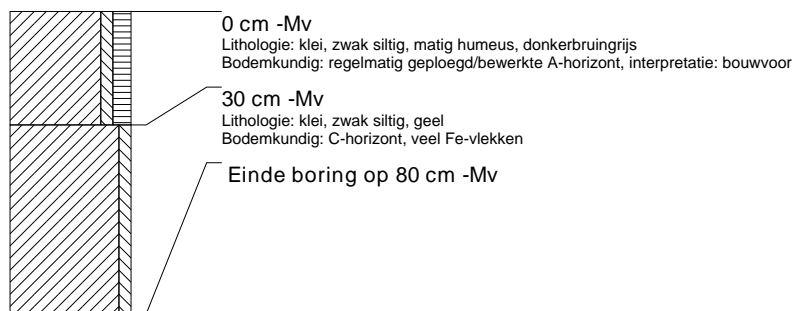 0 cm -Mv
Lithologie: klei, zwak siltig, matig humeus, donkerbruingrijs
Bodemkundig: regelmatig geploegd/bewerkte A-horizont, interpretatie: bouwvoor
30 cm -Mv
Lithologie: klei, zwak siltig, geel
Bodemkundig: C-horizont, veel Fe-vlekken
Einde boring op 80 cm -Mv